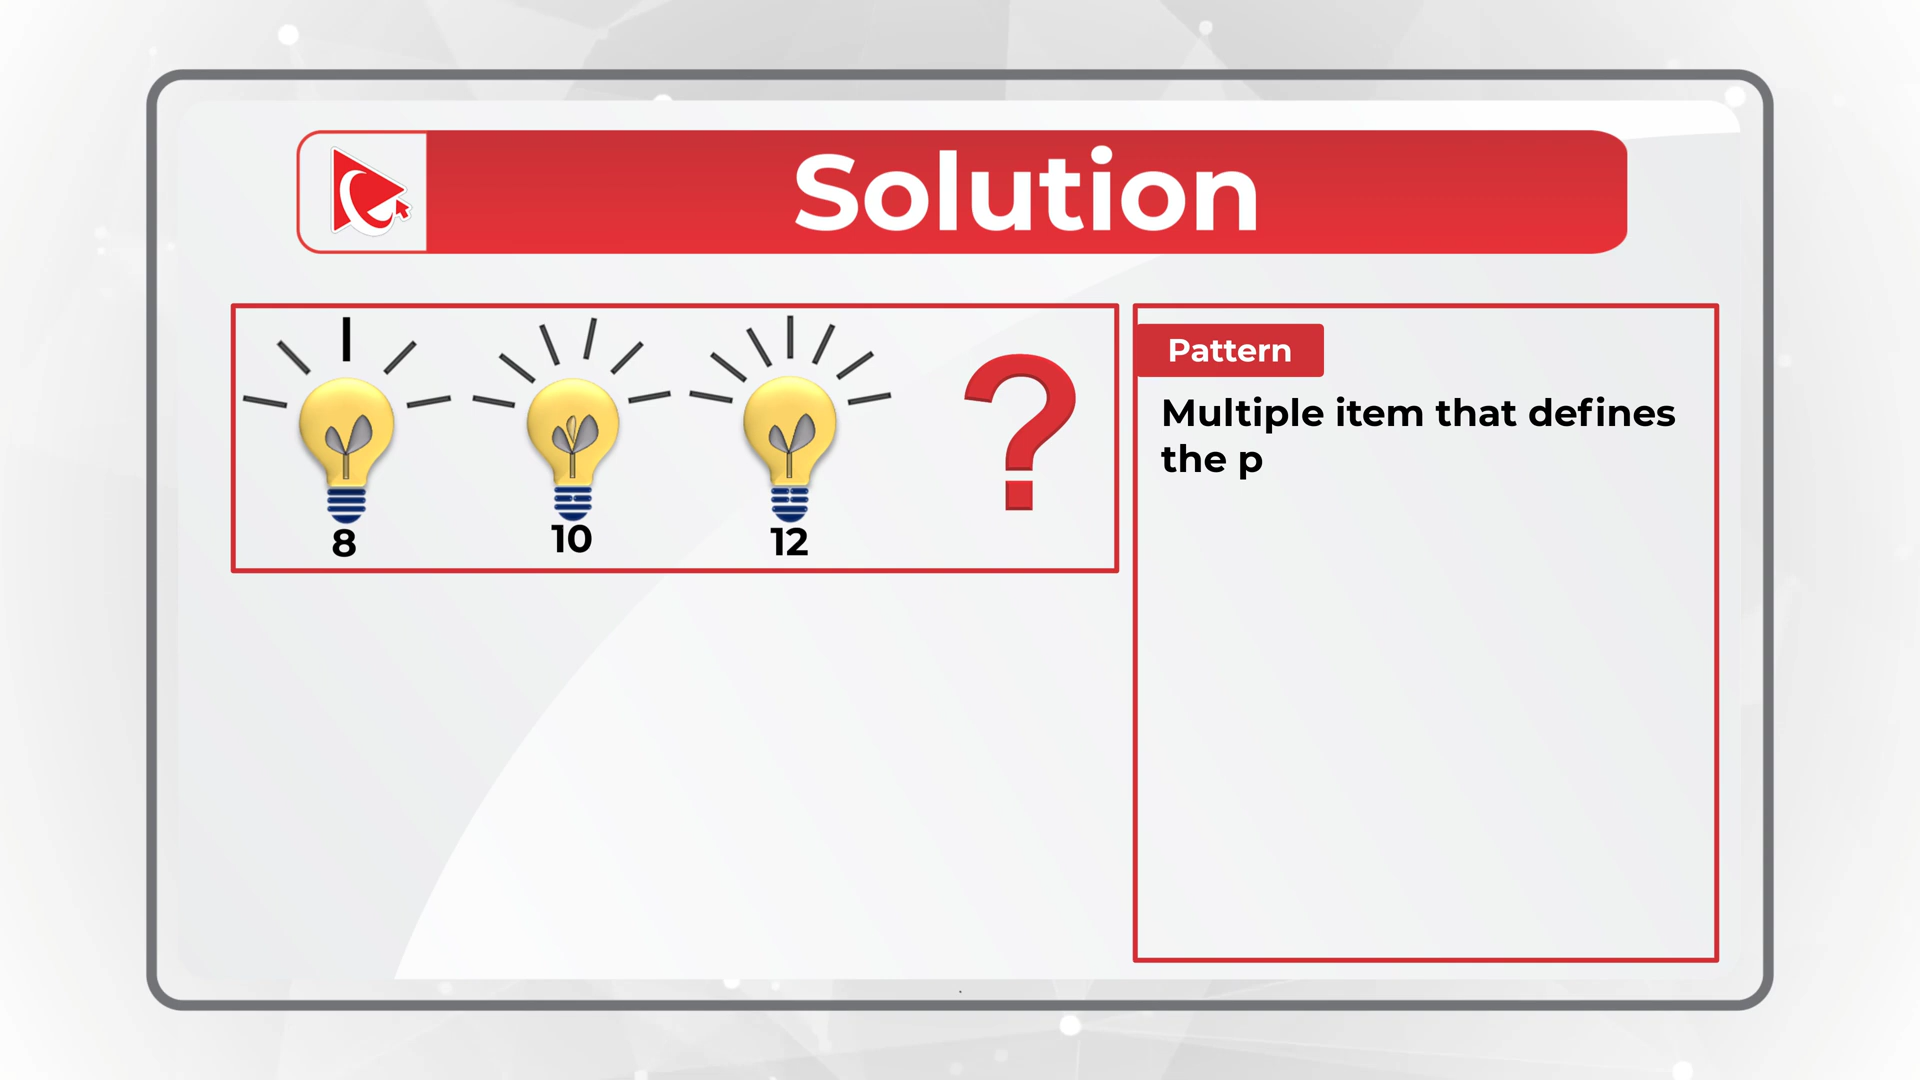 Solution
8 10 12 ?
Pattern
Multiple item that defines
the p